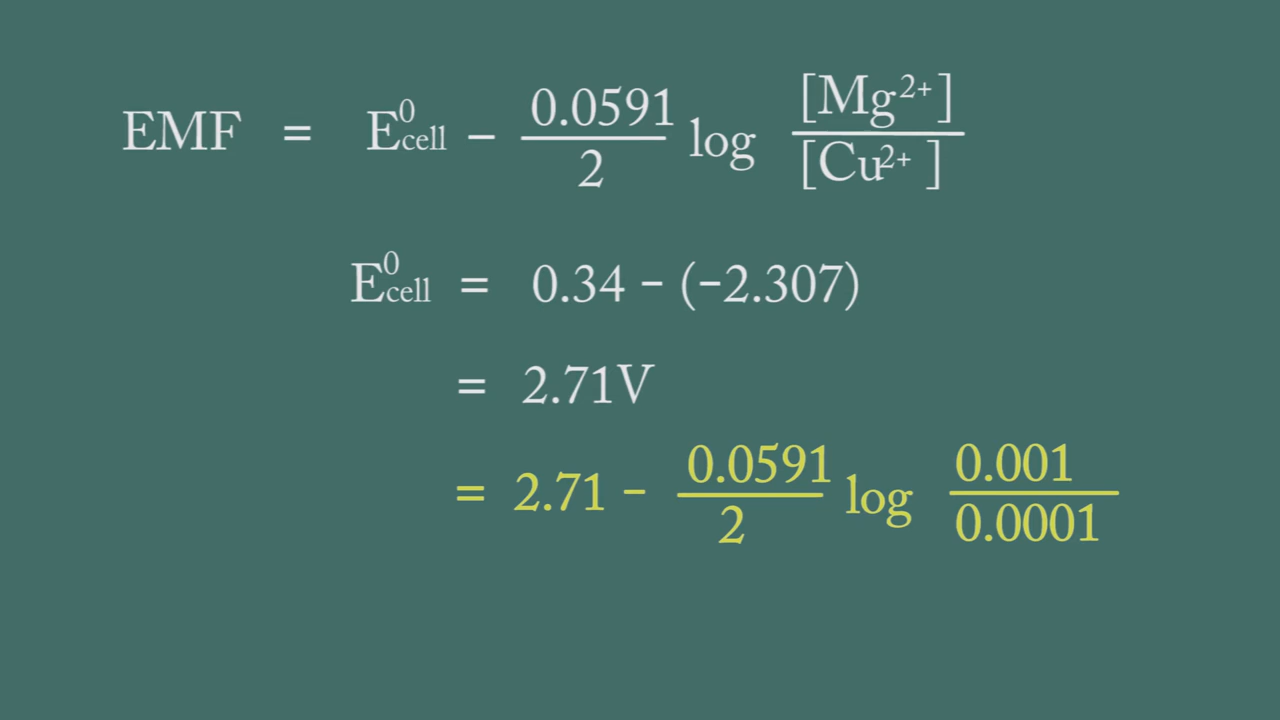 EMF = E⁰cell − 0.0591/2 log [Mg²⁺]/[Cu²⁺]
E⁰cell = 0.34 − (−2.307)
= 2.71V
= 2.71 − 0.0591/2 log 0.001/0.0001